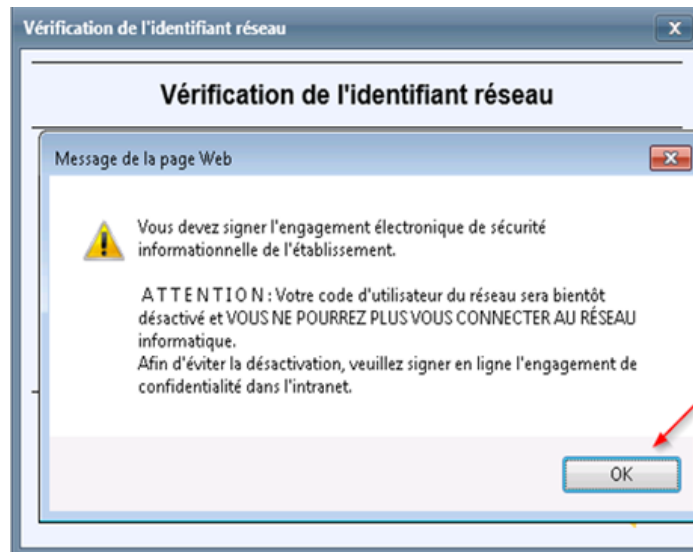 Vérification de l'identifiant réseau
x
Vérification de l'identifiant réseau
Message de la page Web
Vous devez signer l'engagement électronique de sécurité
informationnelle de l'établissement.
A T T E N T I O N : Votre code d'utilisateur du réseau sera bientôt
désactivé et VOUS NE POURREZ PLUS VOUS CONNECTER AU RÉSEAU
informatique.
Afin d'éviter la désactivation, veuillez signer en ligne l'engagement de
confidentialité dans l'intranet.
OK